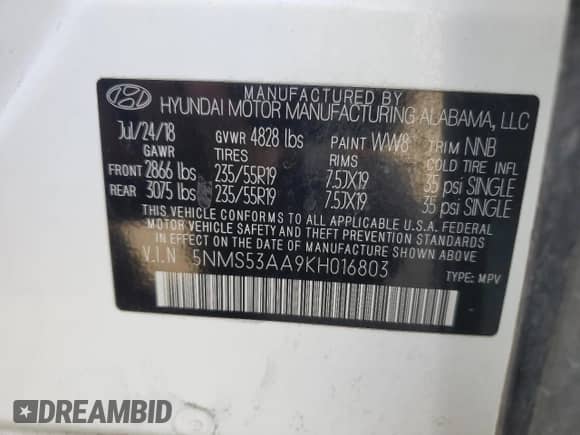 MANUFACTURED BY
HYUNDAI MOTOR MANUFACTURING ALABAMA, LLC
Jul/24/18 GVWR 4828 lbs PAINT WW8 TRIM NNB
GAWR TIRES RIMS COLD TIRE INFL
FRONT 2866 lbs 235/55R19 7.5JX19 35 psi SINGLE
REAR 3075 lbs 235/55R19 7.5JX19 35 psi SINGLE
THIS VEHICLE CONFORMS TO ALL APPLICABLE U.S.A. FEDERAL
MOTOR VEHICLE SAFETY AND THEFT PREVENTION STANDARDS
IN EFFECT ON THE DATE OF MANUFACTURE SHOWN ABOVE
V.I.N 5NMS53AA9KH016803
TYPE: MPV
DREAMBID